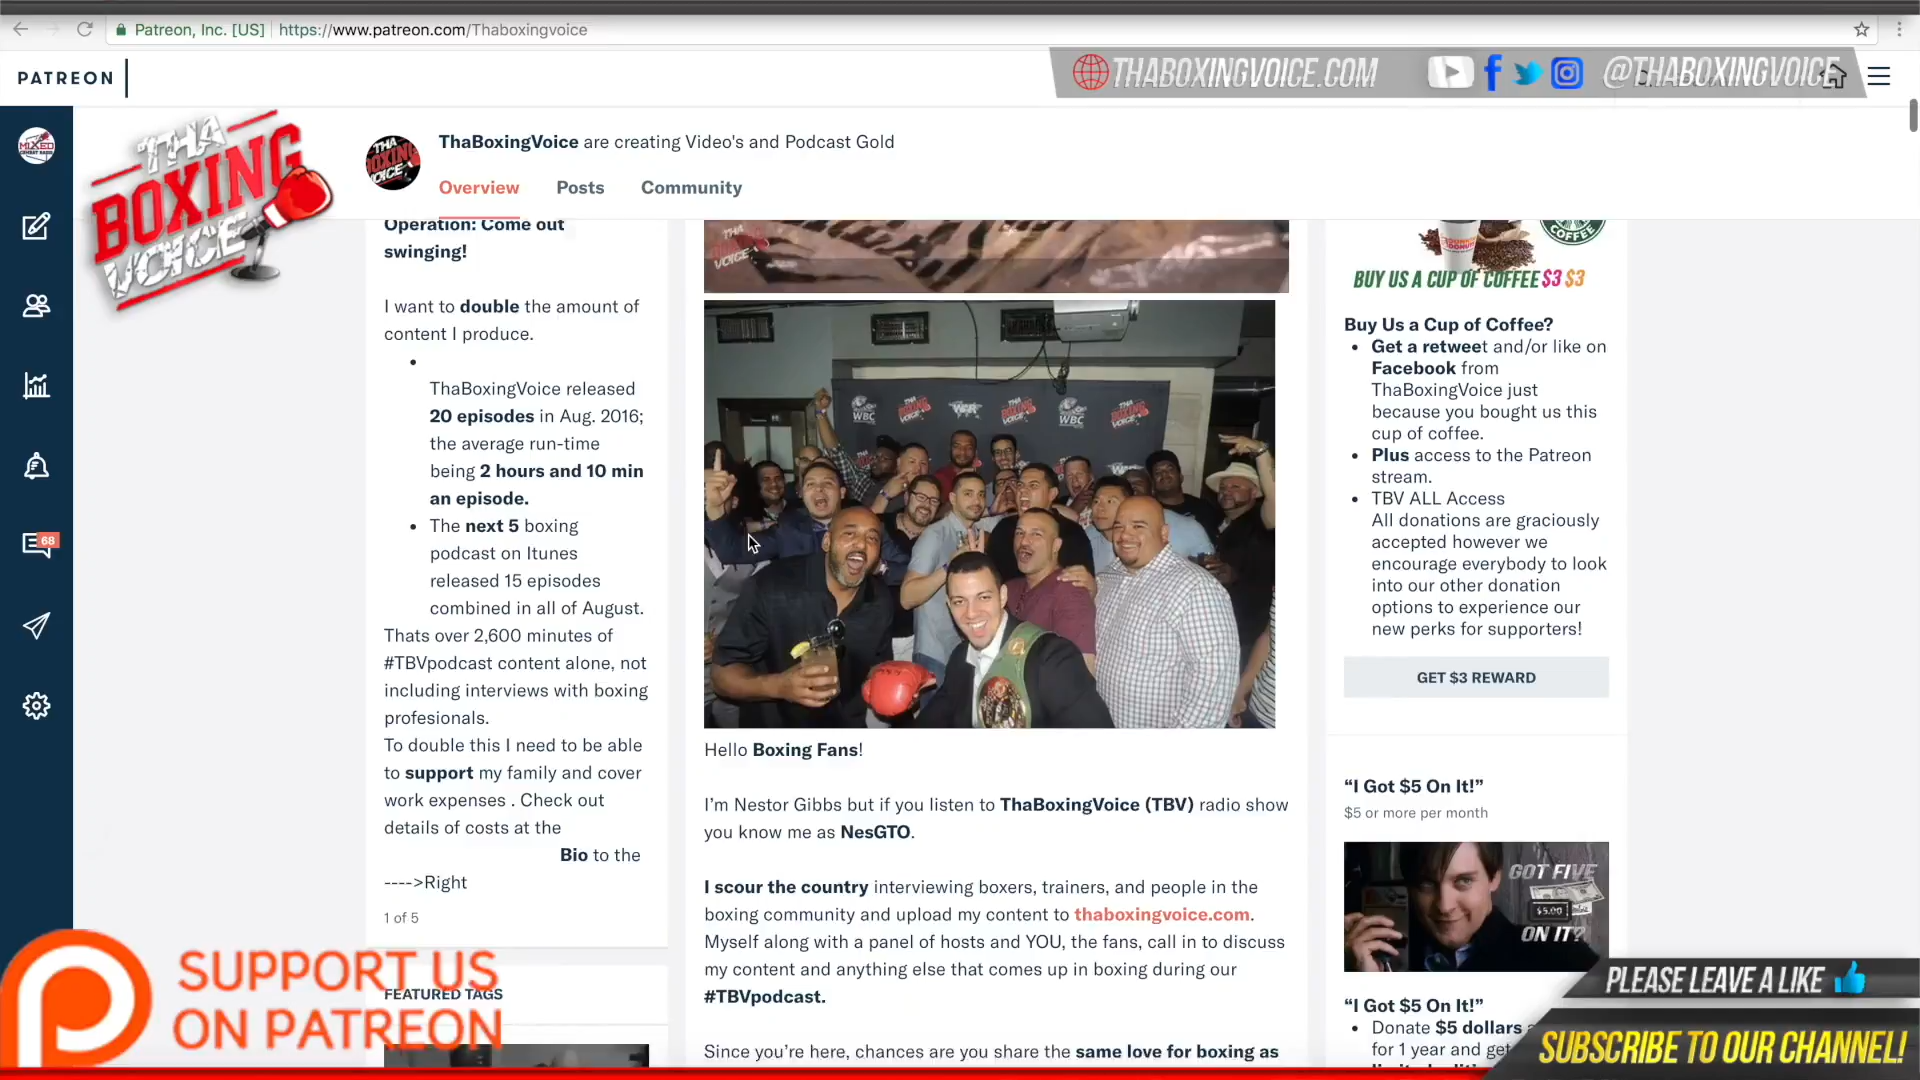 Patreon, Inc. [US] https://www.patreon.com/Thaboxingvoice
PATREON
THABOXINGVOICE.COM
@THABOXINGVOICE
THA BOXING VOICE
ThaBoxingVoice are creating Video's and Podcast Gold
Overview Posts Community
Operation: Come out
swinging!
I want to double the amount of
content I produce.
ThaBoxingVoice released
20 episodes in Aug. 2016;
the average run-time
being 2 hours and 10 min
an episode.
The next 5 boxing
podcast on Itunes
released 15 episodes
combined in all of August.
Thats over 2,600 minutes of
#TBVpodcast content alone, not
including interviews with boxing
profesionals.
To double this I need to be able
to support my family and cover
work expenses . Check out
details of costs at the
Bio to the
---->Right
1 of 5
FEATURED TAGS
68
WBC
WBC
Hello Boxing Fans!
I'm Nestor Gibbs but if you listen to ThaBoxingVoice (TBV) radio show
you know me as NesGTO.
I scour the country interviewing boxers, trainers, and people in the
boxing community and upload my content to thaboxingvoice.com.
Myself along with a panel of hosts and YOU, the fans, call in to discuss
my content and anything else that comes up in boxing during our
#TBVpodcast.
Since you're here, chances are you share the same love for boxing as
COFFEE
BUY US A CUP OF COFFEE $3 $3
Buy Us a Cup of Coffee?
Get a retweet and/or like on
Facebook from
ThaBoxingVoice just
because you bought us this
cup of coffee.
Plus access to the Patreon
stream.
TBV ALL Access
All donations are graciously
accepted however we
encourage everybody to look
into our other donation
options to experience our
new perks for supporters!
GET $3 REWARD
“I Got $5 On It!”
$5 or more per month
GOT FIVE
$5.00
ON IT?
“I Got $5 On It!”
Donate $5 dollars
for 1 year and get
SUPPORT US
ON PATREON
PLEASE LEAVE A LIKE
SUBSCRIBE TO OUR CHANNEL!